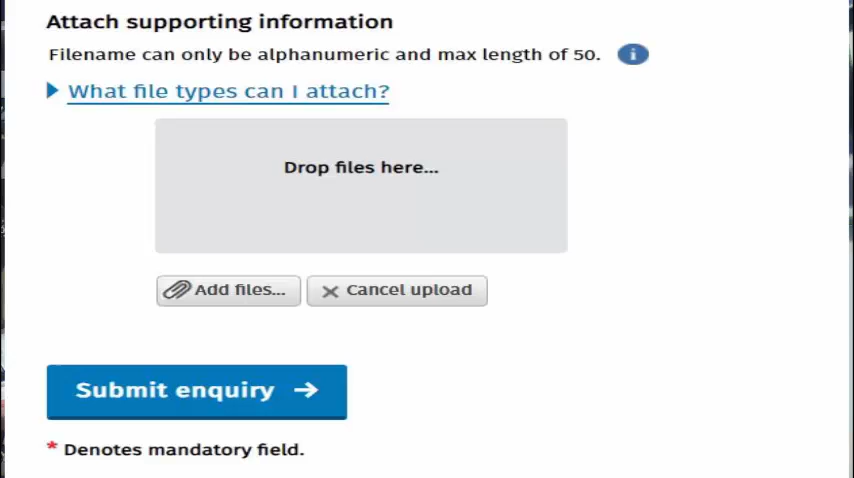 Attach supporting information
Filename can only be alphanumeric and max length of 50. i
What file types can I attach?
Drop files here...
Add files... Cancel upload
Submit enquiry →
* Denotes mandatory field.